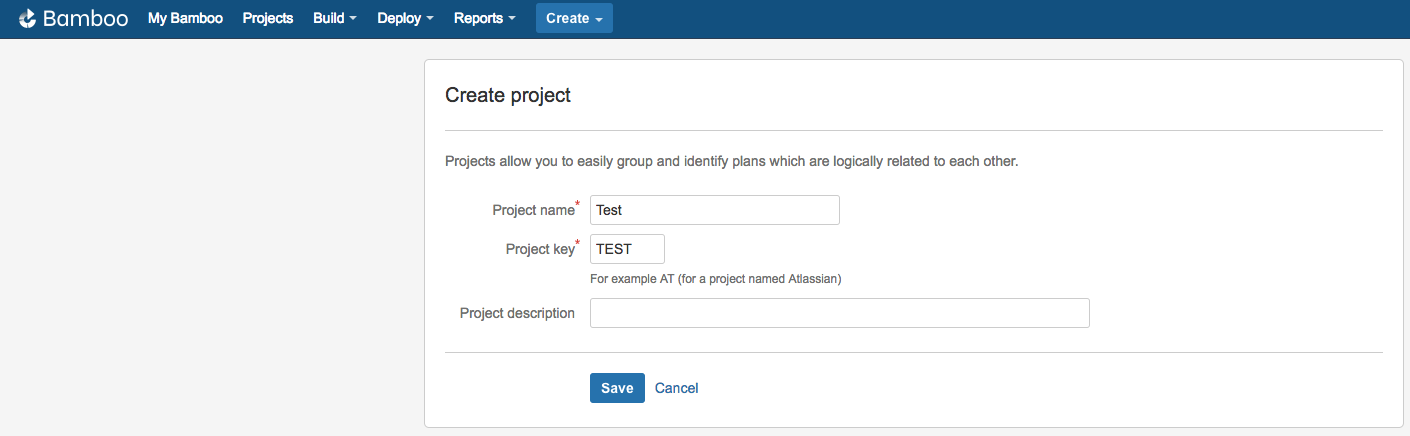 Bamboo My Bamboo Projects Build Deploy Reports Create
Create project
Projects allow you to easily group and identify plans which are logically related to each other.
Project name* Test
Project key* TEST
For example AT (for a project named Atlassian)
Project description
Save Cancel